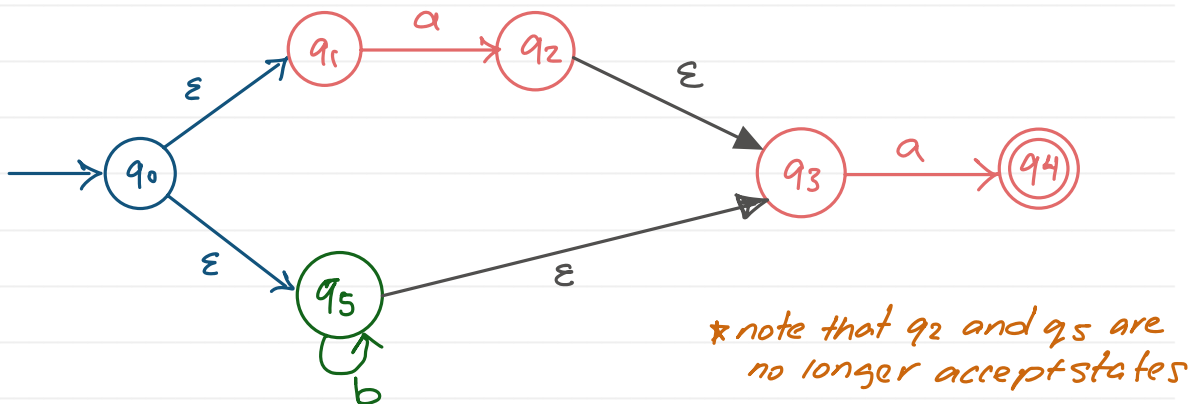 a
q1
q2
ε
ε
q0
q3
a
q4
ε
q5
ε
b
* note that q2 and q5 are
no longer accept states